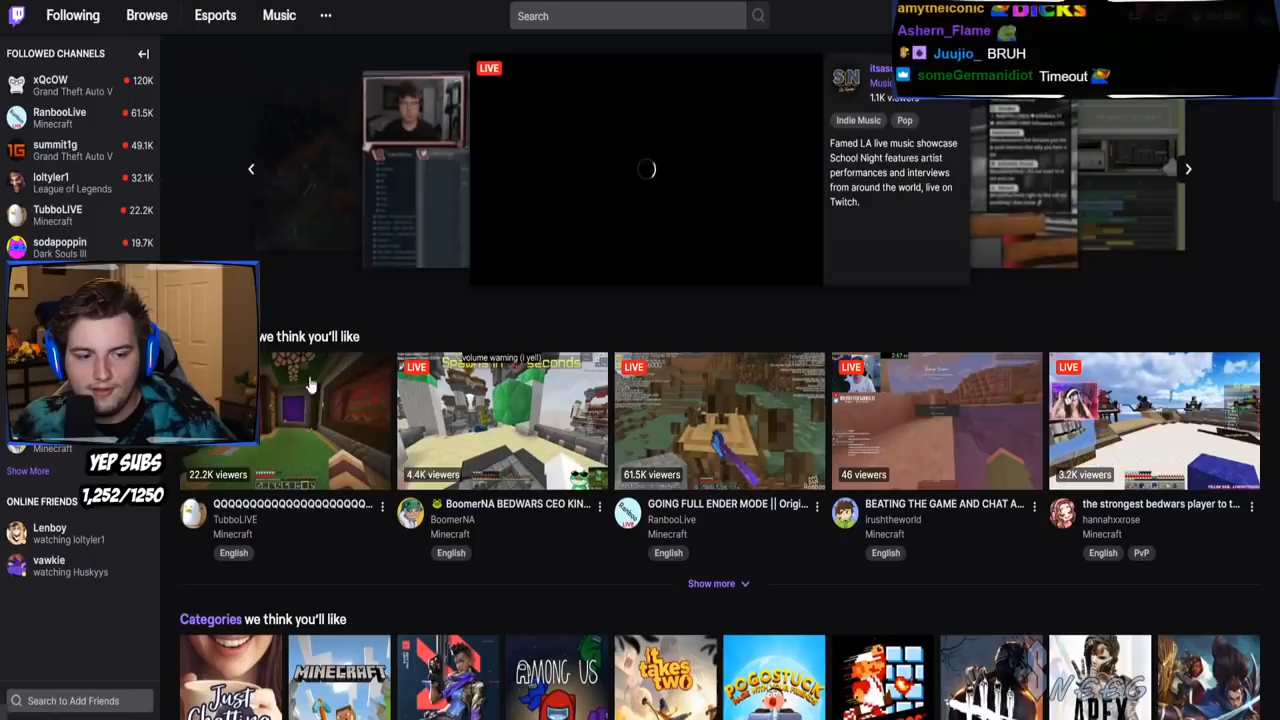 Following
Browse
Esports
Music
Search
amytheiconic
Ashern_Flame
Juujio_ BRUH
someGermanidiot Timeout
FOLLOWED CHANNELS
xQcOW 120K
Grand Theft Auto V
RanbooLive 61.5K
Minecraft
summit1g 49.1K
Grand Theft Auto V
loltyler1 32.1K
League of Legends
TubboLIVE 22.2K
Minecraft
sodapoppin 19.7K
Dark Souls III
Minecraft
Show More
YEP SUBS
1,252/1250
ONLINE FRIENDS
Lenboy
watching loltyler1
vawkie
watching Huskyys
Search to Add Friends
LIVE
SN
Music
1.1K viewers
Indie Music Pop
Famed LA live music showcase
School Night features artist
performances and interviews
from around the world, live on
Twitch.
we think you'll like
22.2K viewers
QQQQQQQQQQQQQQQQQQQQ...
TubboLIVE
Minecraft
English
LIVE
volume warning (i yell)
4.4K viewers
BoomerNA BEDWARS CEO KIN...
BoomerNA
Minecraft
English
LIVE
61.5K viewers
GOING FULL ENDER MODE || Origi...
RanbooLive
Minecraft
English
LIVE
46 viewers
BEATING THE GAME AND CHAT A...
Irushtheworld
Minecraft
English
LIVE
3.2K viewers
the strongest bedwars player to t...
hannahxxrose
Minecraft
English PvP
Show more
Categories we think you'll like
Just
Chatting
MINECRAFT
AMONG US
it takes two
POGOSTUCK
APEX